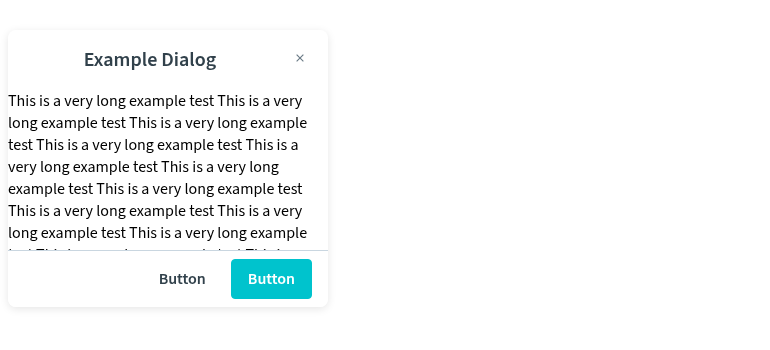 Example Dialog
×
This is a very long example test This is a very
long example test This is a very long example
test This is a very long example test This is a
very long example test This is a very long
example test This is a very long example test
This is a very long example test This is a very
long example test This is a very long example
Button Button